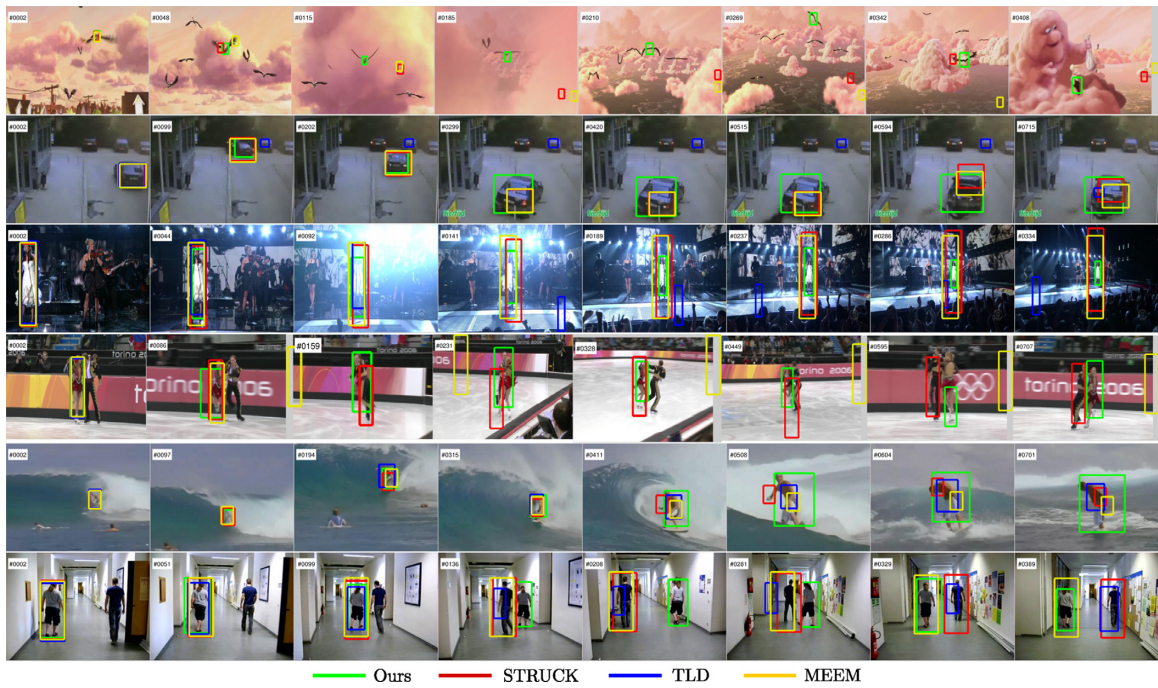 #0002 #0048 #0115 #0185 #0210 #0269 #0342 #0408
#0002 #0099 #0202 #0299 #0420 #0515 #0594 #0715
#0002 #0044 #0092 #0141 #0189 #0237 #0286 #0334
#0002 #0086 #0159 #0231 #0328 #0449 #0595 #0707
torino 2006
torino 2006
torino 2006
#0002 #0097 #0194 #0315 #0411 #0508 #0604 #0701
#0002 #0051 #0099 #0136 #0208 #0281 #0329 #0389
Ours STRUCK TLD MEEM